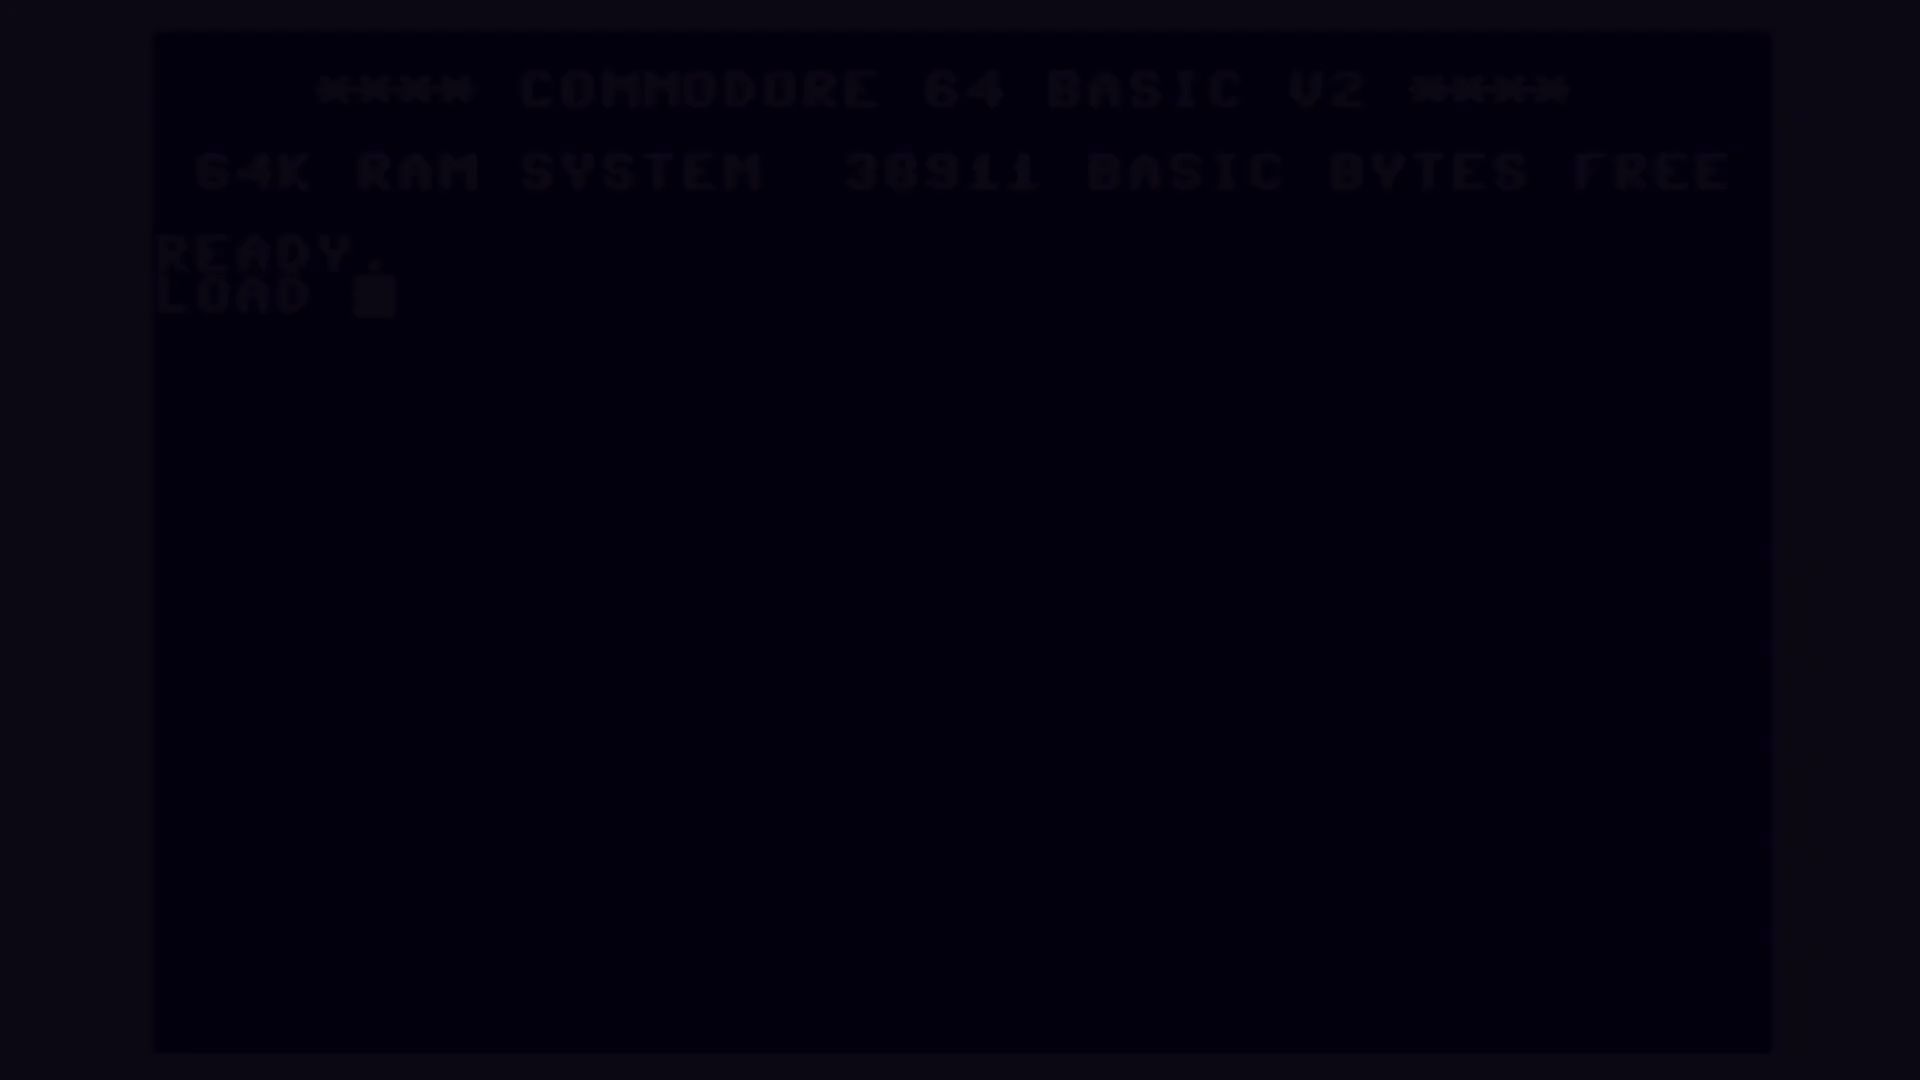 **** COMMODORE 64 BASIC V2 ****
64K RAM SYSTEM  38911 BASIC BYTES FREE
READY.
LOAD